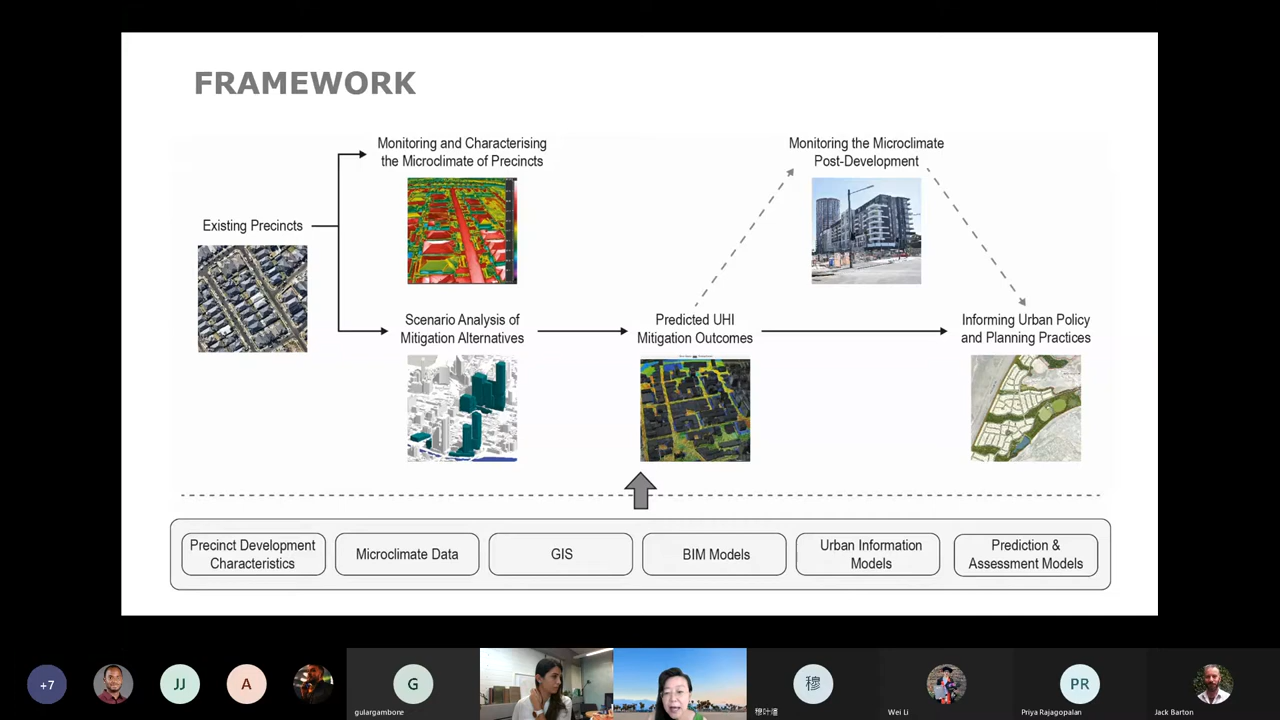 FRAMEWORK
Monitoring and Characterising
the Microclimate of Precincts
Monitoring the Microclimate
Post-Development
Existing Precincts
Scenario Analysis of
Mitigation Alternatives
Predicted UHI
Mitigation Outcomes
Informing Urban Policy
and Planning Practices
Precinct Development
Characteristics
Microclimate Data
GIS
BIM Models
Urban Information
Models
Prediction &
Assessment Models
+7
JJ
A
G
穆
PR
gulargambone
Wei Li
Priya Rajagopalan
Jack Barton